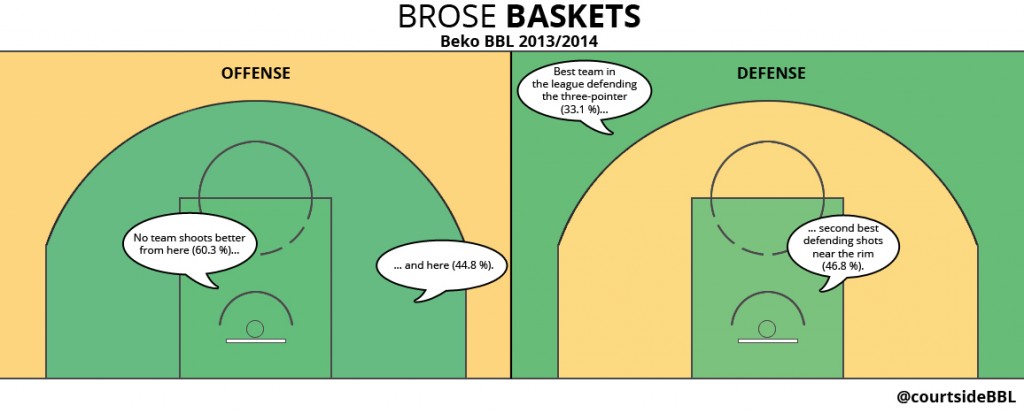 BROSE BASKETS
Beko BBL 2013/2014
OFFENSE
No team shoots better
from here (60.3 %)...
... and here (44.8 %).
DEFENSE
Best team in
the league defending
the three-pointer
(33.1 %)...
... second best
defending shots
near the rim
(46.8 %).
@courtsideBBL